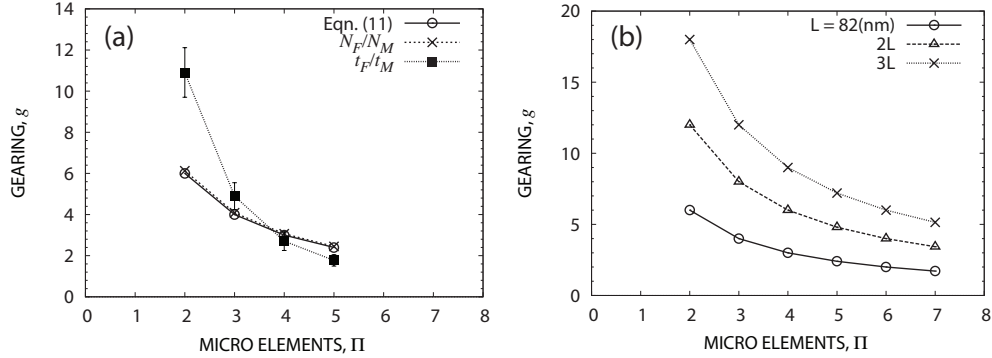 (a)
Eqn. (11)
N_F/N_M
t_F/t_M
14
12
10
8
6
4
2
0
GEARING, g
0 1 2 3 4 5 6 7 8
MICRO ELEMENTS, Π
(b)
L = 82(nm)
2L
3L
20
15
10
5
0
GEARING, g
0 1 2 3 4 5 6 7 8
MICRO ELEMENTS, Π